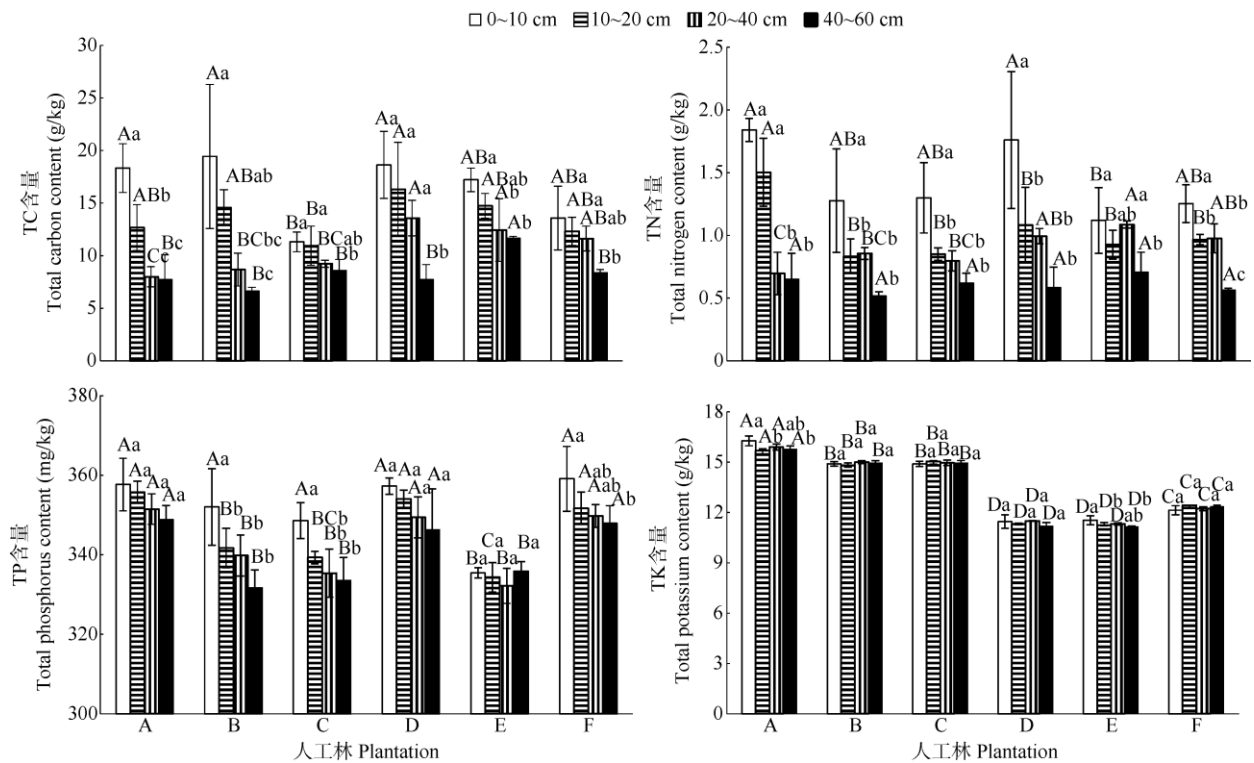 0~10 cm 10~20 cm 20~40 cm 40~60 cm
TC含量
Total carbon content (g/kg)
30
25
20
15
10
5
0
Aa ABb Cc Bc
Aa ABab BCbc Bc
Ba Ba BCab Bb
Aa Aa Aa Bb
ABa ABab Ab Ab
ABa ABa ABab Bb
TN含量
Total nitrogen content (g/kg)
2.5
2.0
1.5
1.0
0.5
0
Aa Aa Cb Ab
ABa Bb BCb Ab
ABa Bb BCb Ab
Aa Bb ABb Ab
Ba Bab Aa Ab
ABa Bb ABb Ac
TP含量
Total phosphorus content (mg/kg)
380
360
340
320
300
Aa Aa Aa Aa
Aa Bb Bb Bb
Aa BCb Bb Bb
Aa Aa Aa Aa
Ba Ca Ba Ba
Aa Aab Aab Ab
A B C D E F
人工林 Plantation
TK含量
Total potassium content (g/kg)
18
15
12
9
6
3
0
Aa Ab Aab Ab
Ba Ba Ba Ba
Ba Ba Ba Ba
Da Da Da Da
Da Db Dab Db
Ca Ca Ca Ca
A B C D E F
人工林 Plantation